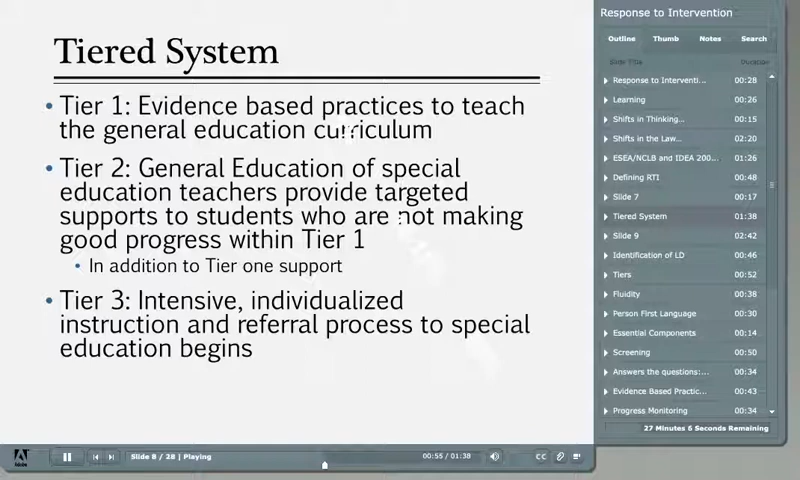 Tiered System
• Tier 1: Evidence based practices to teach
the general education curriculum
• Tier 2: General Education of special
education teachers provide targeted
supports to students who are not making
good progress within Tier 1
• In addition to Tier one support
• Tier 3: Intensive, individualized
instruction and referral process to special
education begins
Response to Intervention
Outline Thumb Notes Search
Slide Title Duration
Response to Interventi... 00:28
Learning 00:26
Shifts in Thinking... 00:15
Shifts in the Law... 02:20
ESEA/NCLB and IDEA 200... 01:26
Defining RTI 00:48
Slide 7 00:17
Tiered System 01:38
Slide 9 02:42
Identification of LD 00:46
Tiers 00:52
Fluidity 00:38
Person First Language 00:30
Essential Components 00:14
Screening 00:50
Answers the questions:... 00:34
Evidence Based Practic... 00:43
Progress Monitoring 00:34
27 Minutes 6 Seconds Remaining
Adobe Slide 8 / 28 | Playing 00:55 / 01:38 CC